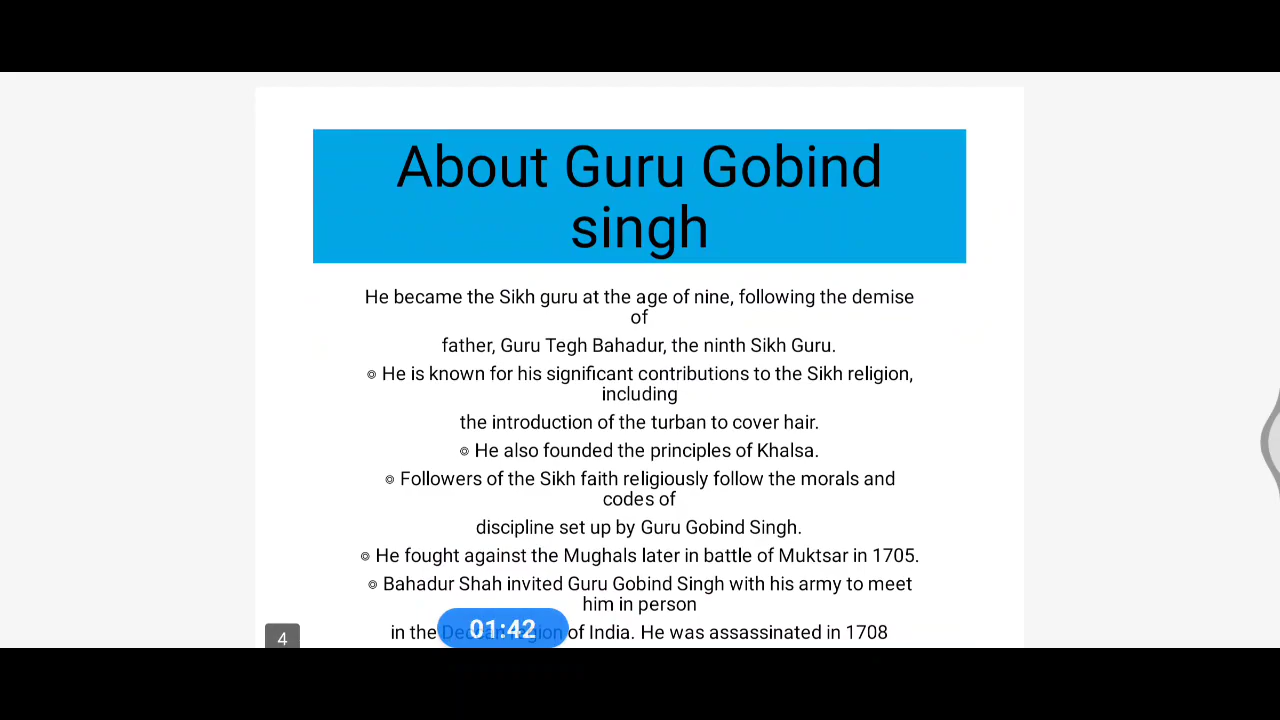 About Guru Gobind
singh
He became the Sikh guru at the age of nine, following the demise
of
father, Guru Tegh Bahadur, the ninth Sikh Guru.
⌾ He is known for his significant contributions to the Sikh religion,
including
the introduction of the turban to cover hair.
⌾ He also founded the principles of Khalsa.
⌾ Followers of the Sikh faith religiously follow the morals and
codes of
discipline set up by Guru Gobind Singh.
⌾ He fought against the Mughals later in battle of Muktsar in 1705.
⌾ Bahadur Shah invited Guru Gobind Singh with his army to meet
him in person
in the Deccan region of India. He was assassinated in 1708
01:42
4